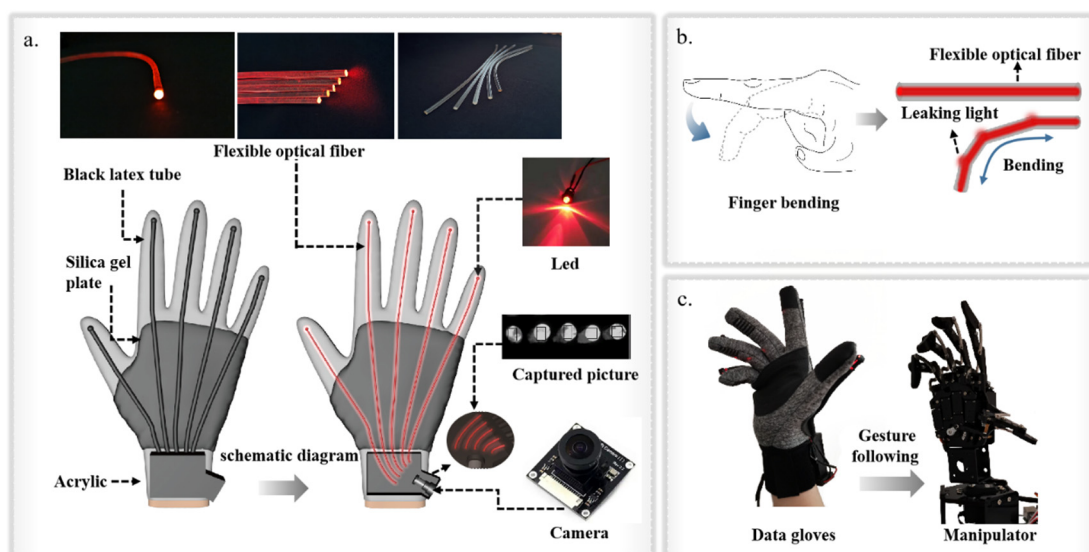 a.
Flexible optical fiber
Black latex tube
Silica gel
plate
Led
Captured picture
schematic diagram
Acrylic
Camera
b.
Flexible optical fiber
Leaking light
Bending
Finger bending
c.
Gesture
following
Data gloves
Manipulator